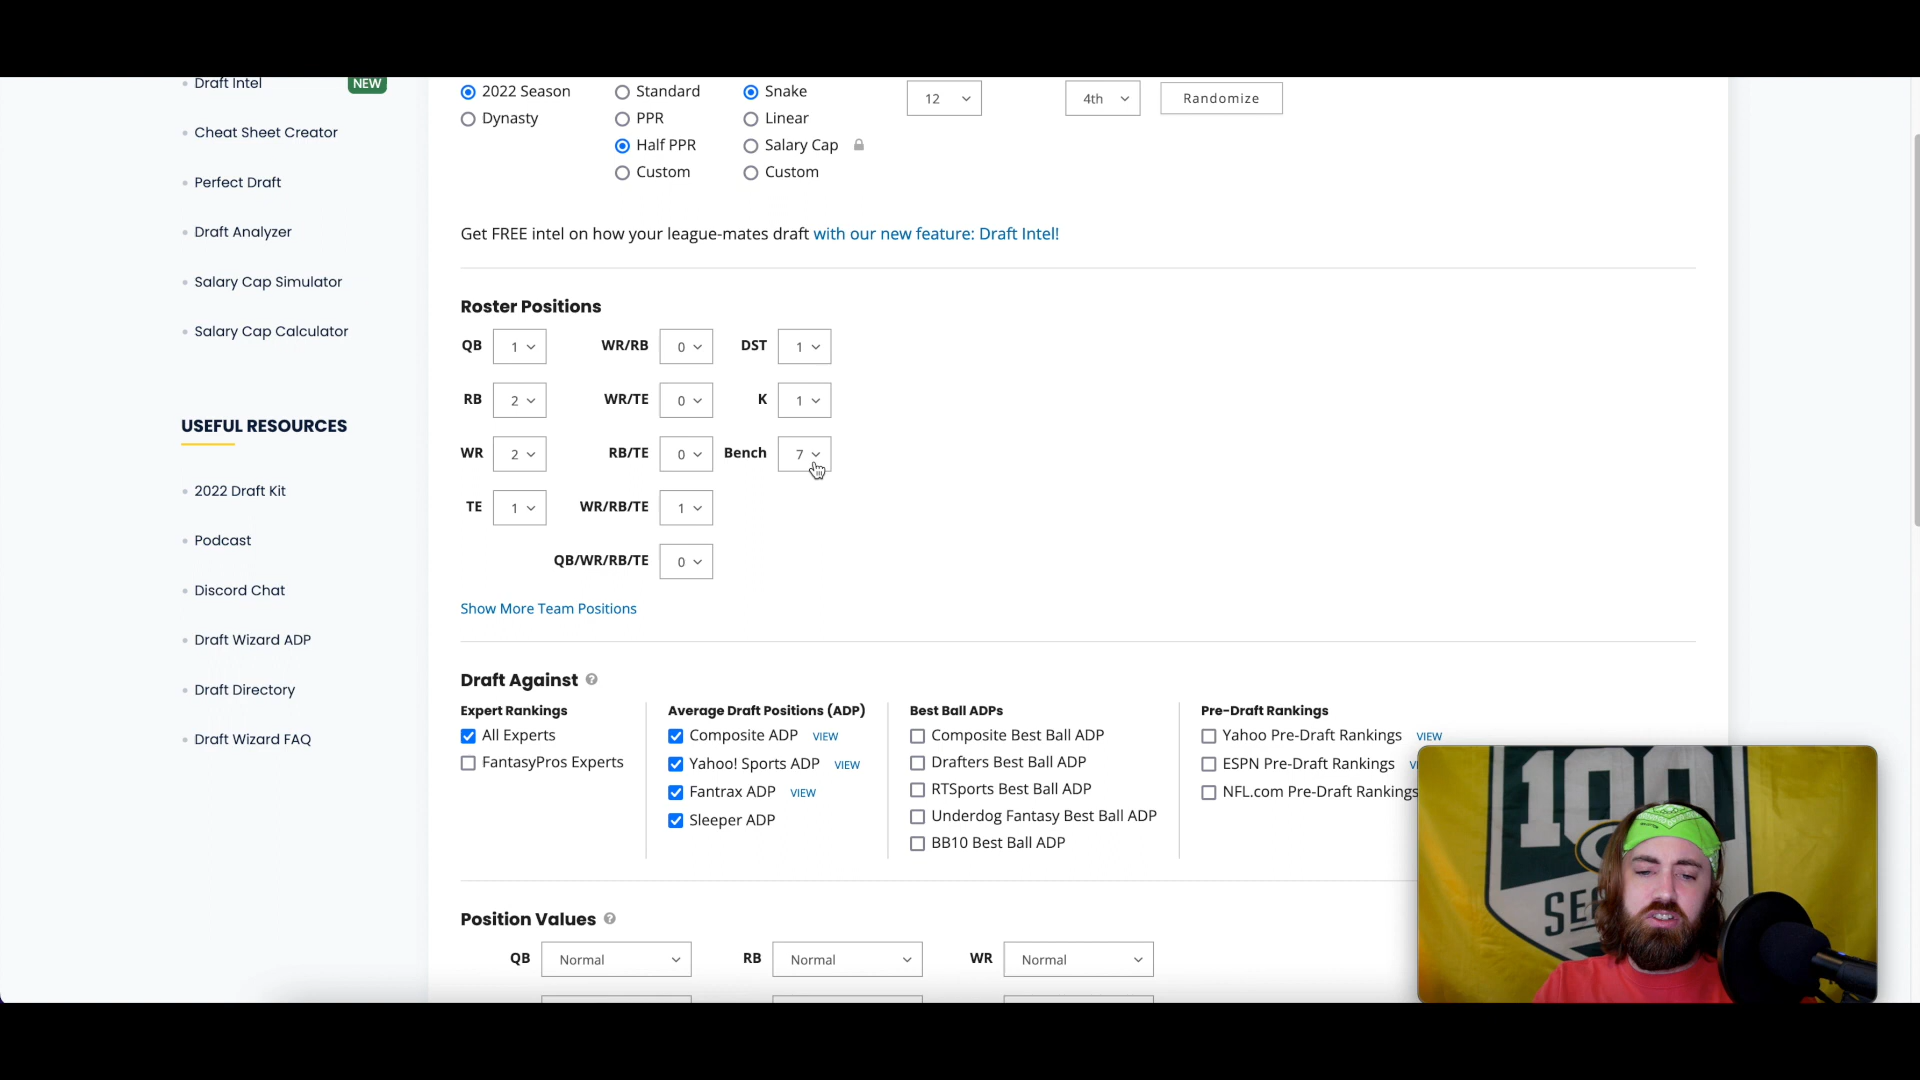 Draft Intel NEW
Cheat Sheet Creator
Perfect Draft
Draft Analyzer
Salary Cap Simulator
Salary Cap Calculator
USEFUL RESOURCES
2022 Draft Kit
Podcast
Discord Chat
Draft Wizard ADP
Draft Directory
Draft Wizard FAQ
2022 Season Standard Snake 12 4th Randomize
Dynasty PPR Linear
Half PPR Salary Cap
Custom Custom
Get FREE intel on how your league-mates draft with our new feature: Draft Intel!
Roster Positions
QB 1 WR/RB 0 DST 1
RB 2 WR/TE 0 K 1
WR 2 RB/TE 0 Bench 7
TE 1 WR/RB/TE 1
QB/WR/RB/TE 0
Show More Team Positions
Draft Against
Expert Rankings
All Experts
FantasyPros Experts
Average Draft Positions (ADP)
Composite ADP VIEW
Yahoo! Sports ADP VIEW
Fantrax ADP VIEW
Sleeper ADP
Best Ball ADPs
Composite Best Ball ADP
Drafters Best Ball ADP
RTSports Best Ball ADP
Underdog Fantasy Best Ball ADP
BB10 Best Ball ADP
Pre-Draft Rankings
Yahoo Pre-Draft Rankings VIEW
ESPN Pre-Draft Rankings
NFL.com Pre-Draft Rankings
Position Values
QB Normal RB Normal WR Normal
100